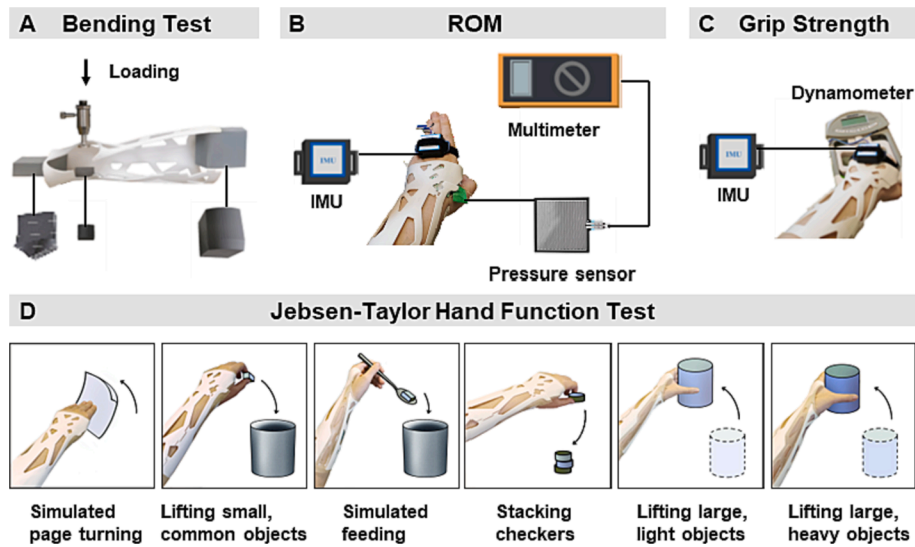 A Bending Test
B ROM
C Grip Strength
Loading
Multimeter
IMU
IMU
Pressure sensor
Dynamometer
IMU
IMU
D Jebsen-Taylor Hand Function Test
Simulated
page turning
Lifting small,
common objects
Simulated
feeding
Stacking
checkers
Lifting large,
light objects
Lifting large,
heavy objects